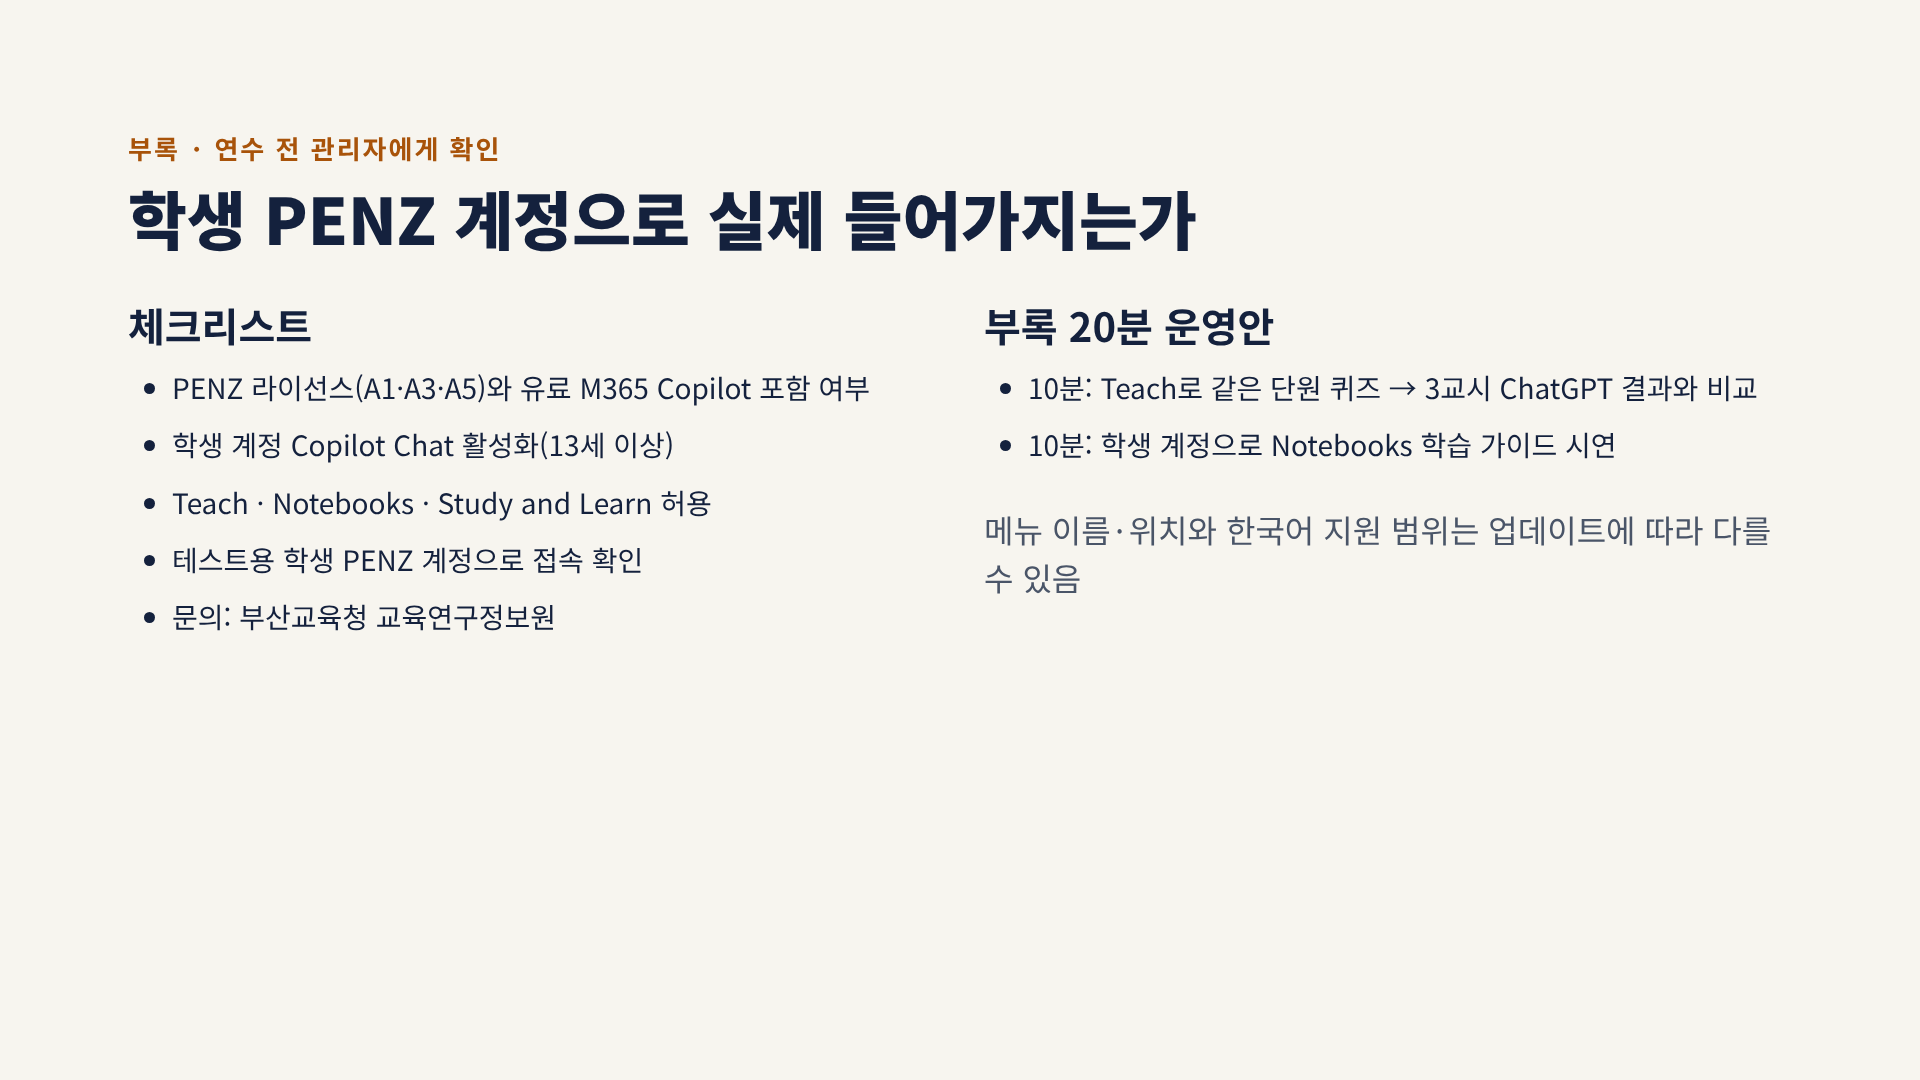 부록 · 연수 전 관리자에게 확인
학생 PENZ 계정으로 실제 들어가지는가
체크리스트
• PENZ 라이선스(A1·A3·A5)와 유료 M365 Copilot 포함 여부
• 학생 계정 Copilot Chat 활성화(13세 이상)
• Teach · Notebooks · Study and Learn 허용
• 테스트용 학생 PENZ 계정으로 접속 확인
• 문의: 부산교육청 교육연구정보원
부록 20분 운영안
• 10분: Teach로 같은 단원 퀴즈 → 3교시 ChatGPT 결과와 비교
• 10분: 학생 계정으로 Notebooks 학습 가이드 시연
메뉴 이름·위치와 한국어 지원 범위는 업데이트에 따라 다를
수 있음